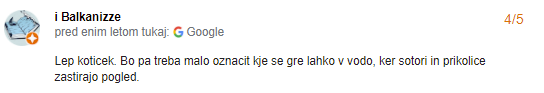 i Balkanizze
4/5
pred enim letom tukaj: Google
Lep koticek. Bo pa treba malo oznacit kje se gre lahko v vodo, ker sotori in prikolice
zastirajo pogled.